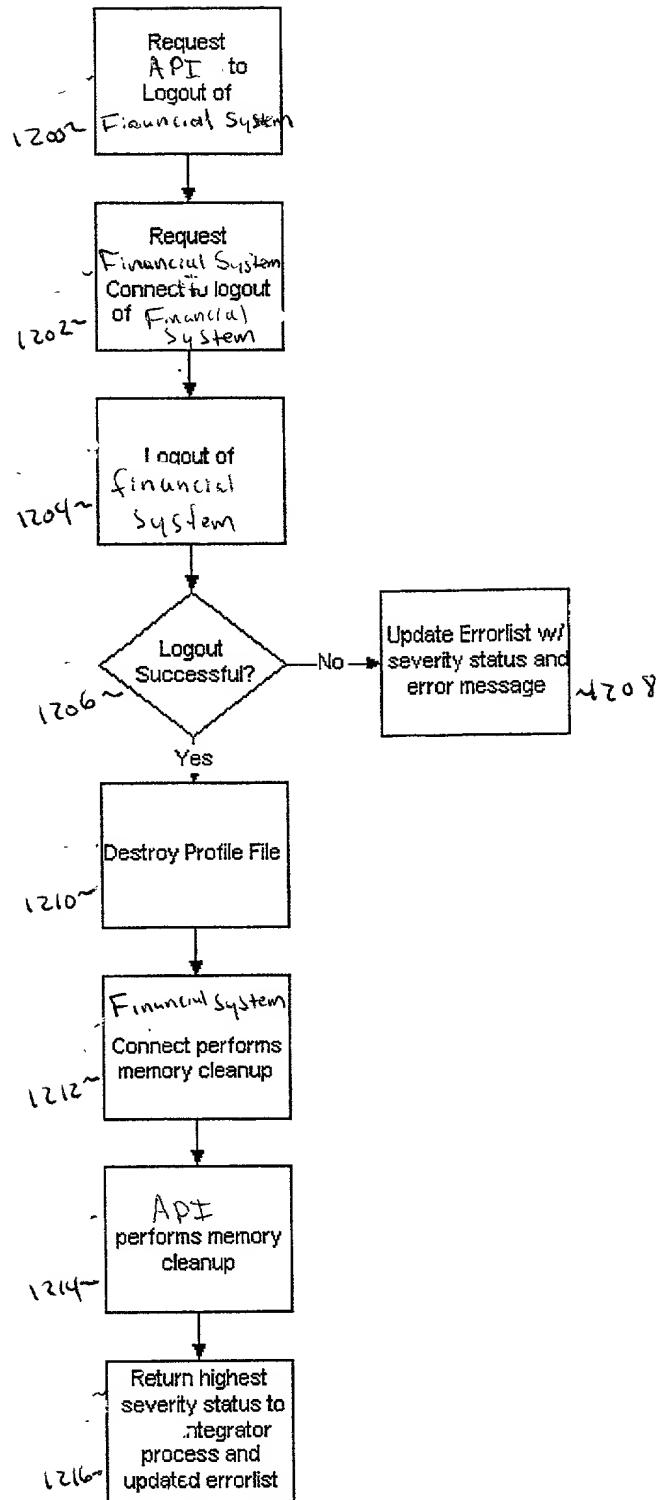 Request
API to
Logout of
1200~ Financial System
Request
Financial System
Connect to logout
of Financial
1202~ System
Logout of
financial
1204~ system
Logout
Successful?
1206~
No
Update Errorlist w/
severity status and
error message
~1208
Yes
Destroy Profile File
1210~
Financial System
Connect performs
memory cleanup
1212~
API
performs memory
cleanup
1214~
Return highest
severity status to
.ntegrator
process and
1216~ updated errorlist